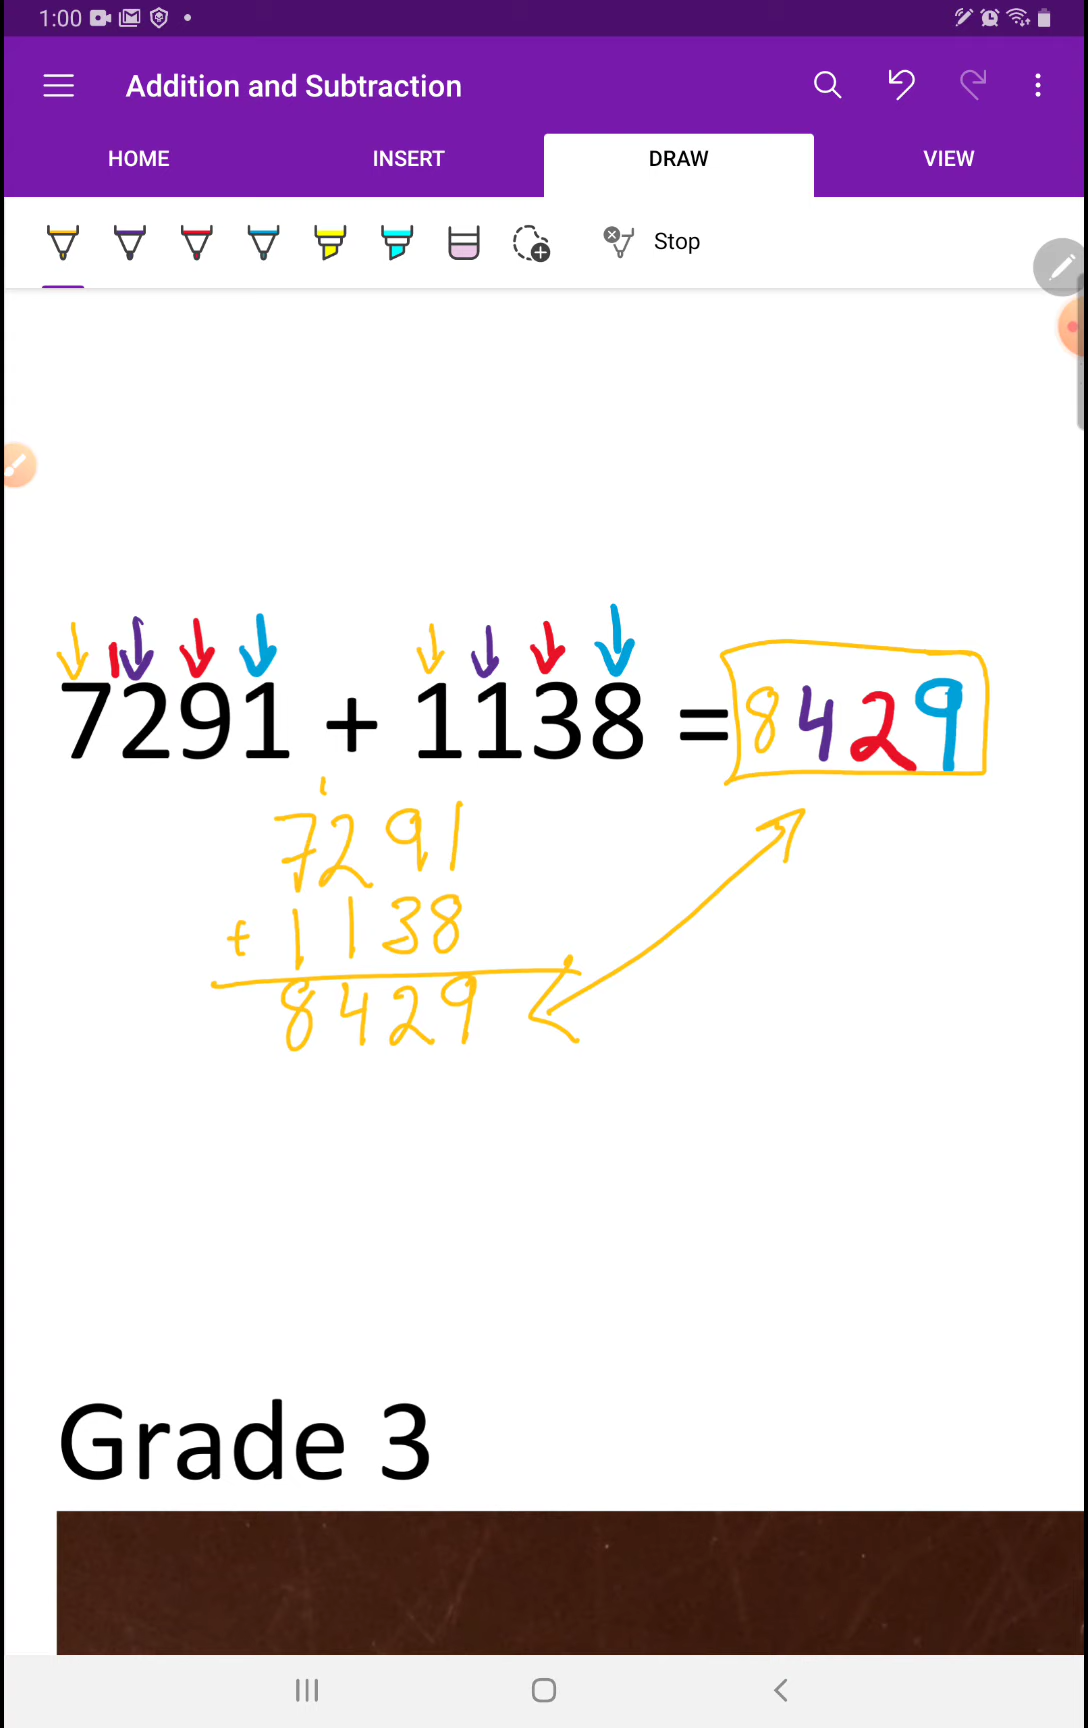 1:00
Addition and Subtraction
HOME INSERT DRAW VIEW
Stop
1
7291 + 1138 = 8429
1
7291
+ 1138
8429
Grade 3